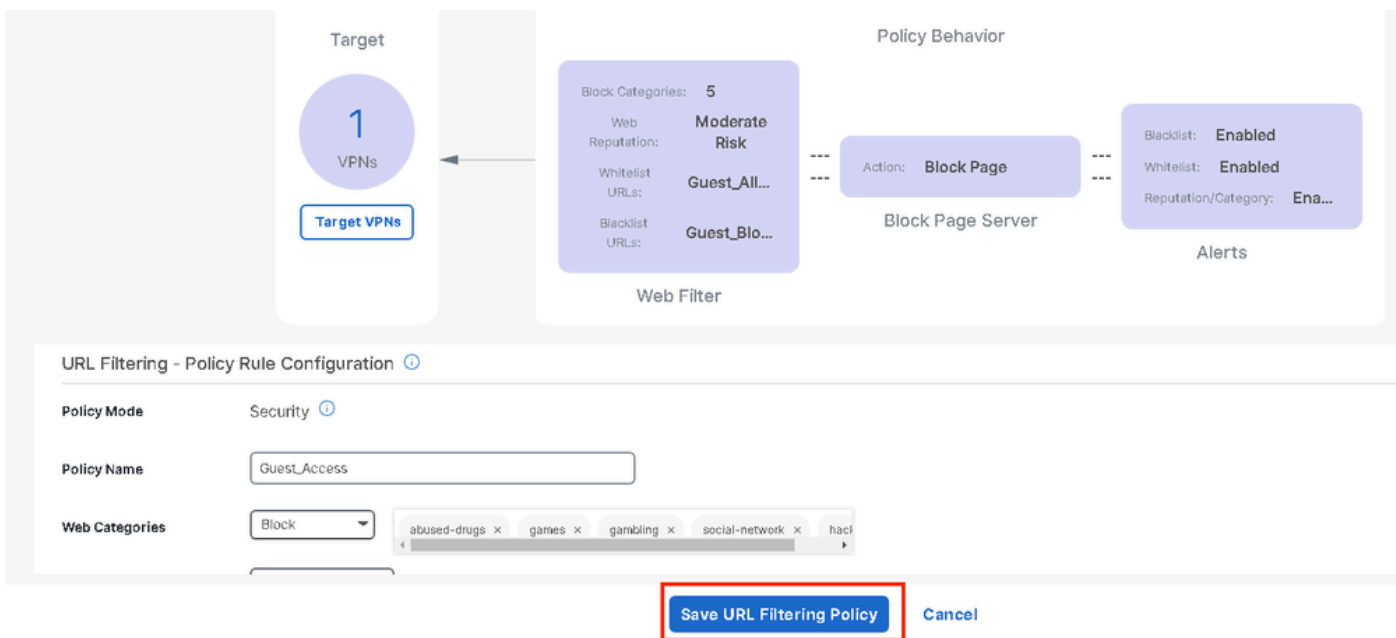 Target
1
VPNs
Target VPNs
Policy Behavior
Block Categories: 5
Web Reputation: Moderate Risk
Whitelist URLs: Guest_All...
Blacklist URLs: Guest_Blo...
Web Filter
Action: Block Page
Block Page Server
Blacklist: Enabled
Whitelist: Enabled
Reputation/Category: Ena...
Alerts
URL Filtering - Policy Rule Configuration
Policy Mode Security
Policy Name Guest_Access
Web Categories Block abused-drugs × games × gambling × social-network × hack
Save URL Filtering Policy Cancel